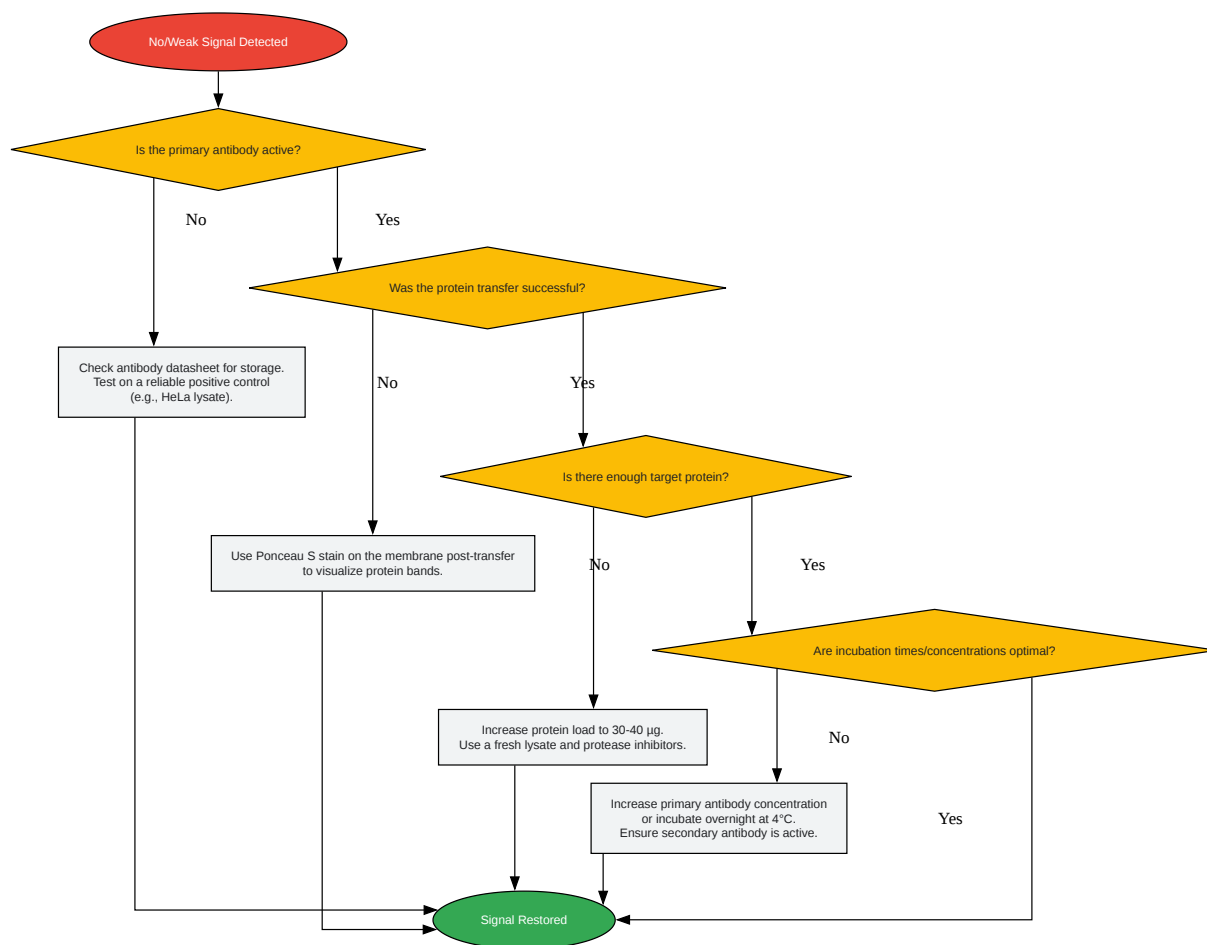 No/Weak Signal Detected
Is the primary antibody active?
No
Yes
Was the protein transfer successful?
Check antibody datasheet for storage.
Test on a reliable positive control
(e.g., HeLa lysate).
No
Yes
Is there enough target protein?
Use Ponceau S stain on the membrane post-transfer
to visualize protein bands.
No
Yes
Are incubation times/concentrations optimal?
Increase protein load to 30-40 µg.
Use a fresh lysate and protease inhibitors.
No
Increase primary antibody concentration
or incubate overnight at 4°C.
Ensure secondary antibody is active.
Yes
Signal Restored